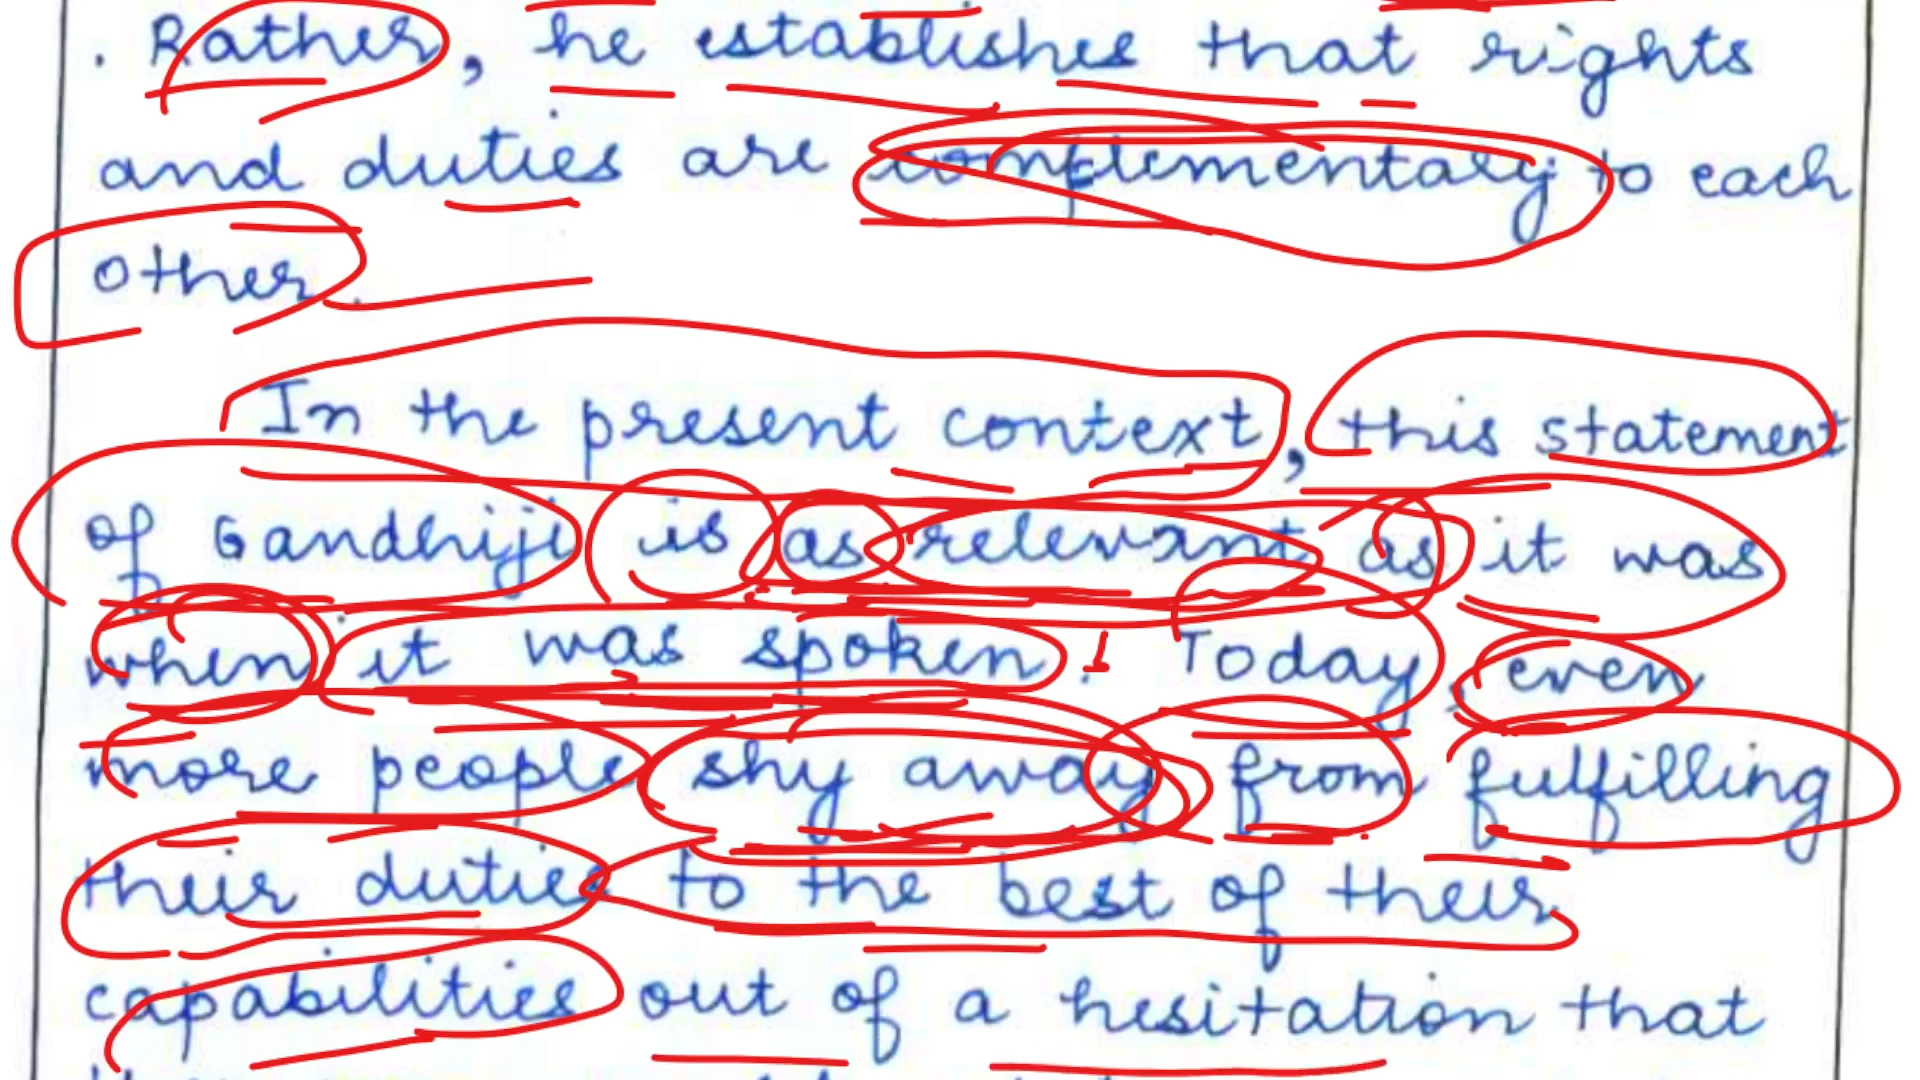 . Rather, he establishes that rights
and duties are complementary to each
other.
In the present context, this statement
of Gandhiji is as relevant as it was
when it was spoken. Today, even
more people shy away from fulfilling
their duties to the best of their
capabilities out of a hesitation that